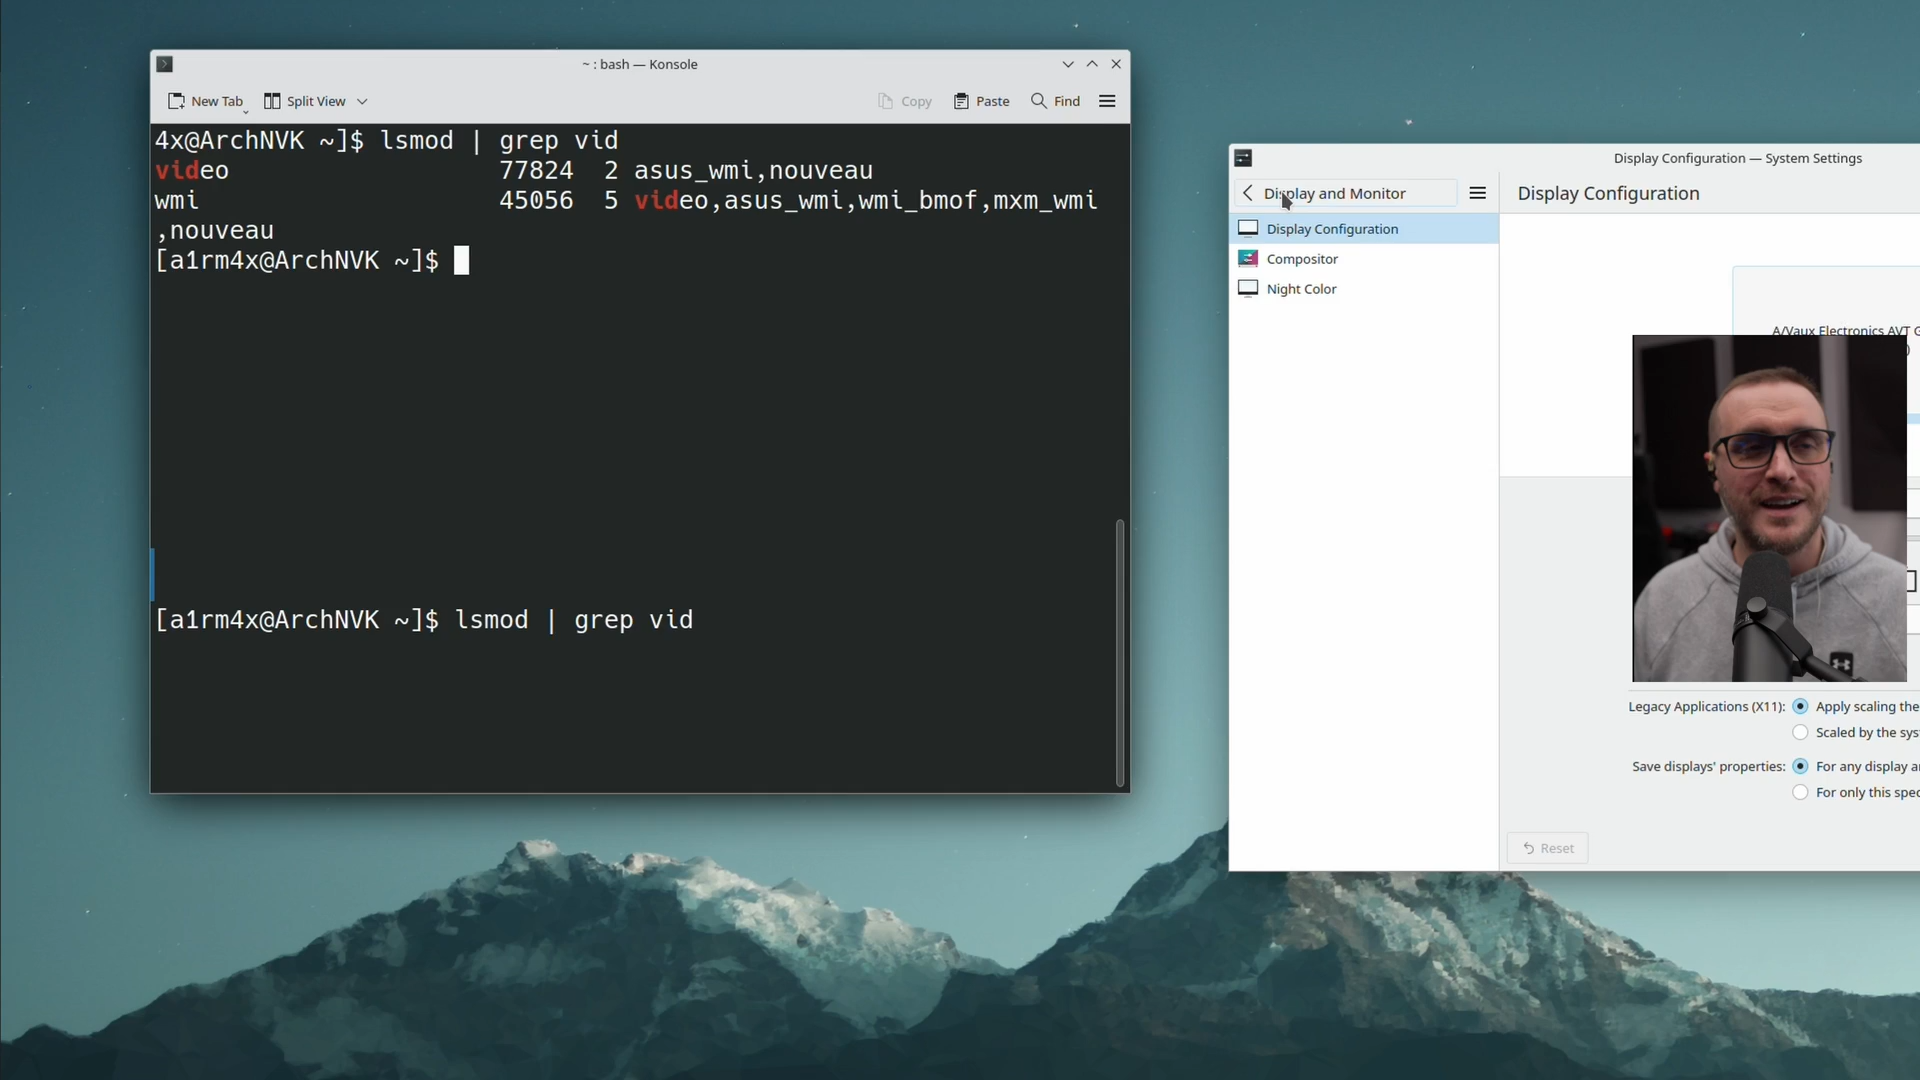 ~ : bash — Konsole
New Tab
Split View
Copy
Paste
Find
4x@ArchNVK ~]$ lsmod | grep vid
video 77824 2 asus_wmi,nouveau
wmi 45056 5 video,asus_wmi,wmi_bmof,mxm_wmi
,nouveau
[a1rm4x@ArchNVK ~]$
[a1rm4x@ArchNVK ~]$ lsmod | grep vid
Display Configuration — System Settings
Display and Monitor
Display Configuration
Display Configuration
Compositor
Night Color
A/Vaux Electronics AVT G
Legacy Applications (X11): Apply scaling the
Scaled by the sys
Save displays' properties: For any display a
For only this spec
Reset